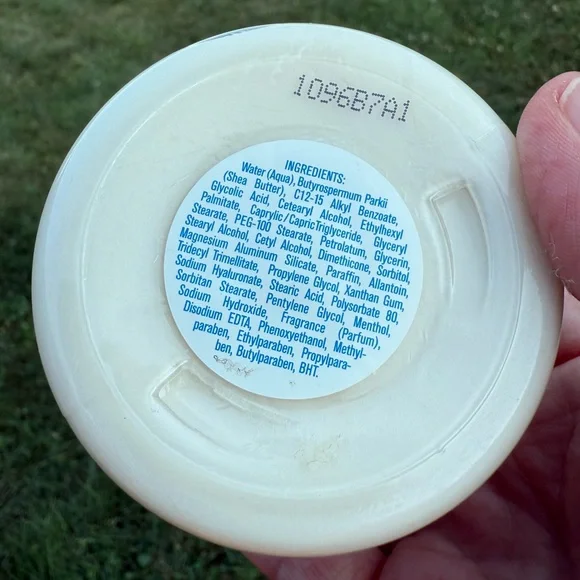 1096B7A1
INGREDIENTS:
Water (Aqua), Butyrospermum Parkii
(Shea Butter), C12-15 Alkyl Benzoate,
Glycolic Acid, Cetearyl Alcohol, Ethylhexyl
Palmitate, Caprylic/CapricTriglyceride, Glyceryl
Stearate, PEG-100 Stearate, Petrolatum, Glycerin,
Stearyl Alcohol, Cetyl Alcohol, Dimethicone, Sorbitol,
Magnesium Aluminum Silicate, Paraffin, Allantoin,
Tridecyl Trimellitate, Propylene Glycol, Xanthan Gum,
Sodium Hyaluronate, Stearic Acid, Polysorbate 80,
Sorbitan Stearate, Pentylene Glycol, Menthol,
Sodium Hydroxide, Fragrance (Parfum),
Disodium EDTA, Phenoxyethanol, Methyl-
paraben, Ethylparaben, Propylpara-
ben, Butylparaben, BHT.